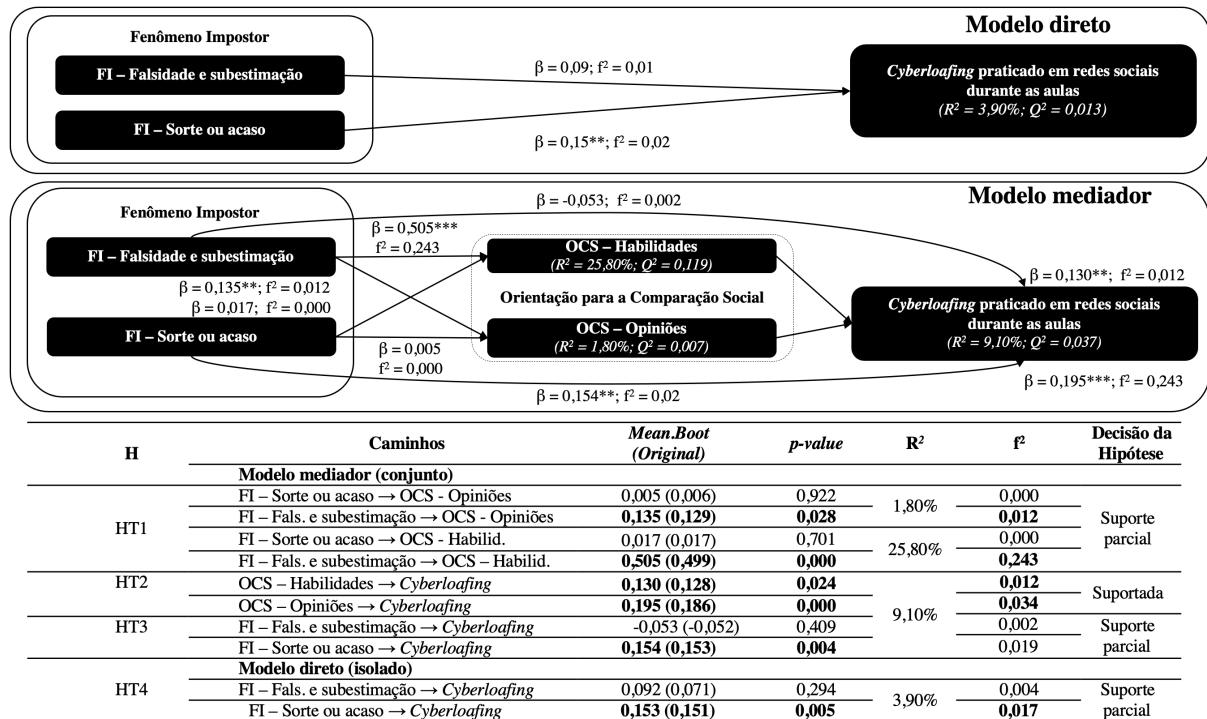 Modelo direto
Fenômeno Impostor
FI – Falsidade e subestimação
FI – Sorte ou acaso
β = 0,09; f² = 0,01
β = 0,15**; f² = 0,02
Cyberloafing praticado em redes sociais
durante as aulas
(R² = 3,90%; Q² = 0,013)
Modelo mediador
Fenômeno Impostor
FI – Falsidade e subestimação
β = 0,135**; f² = 0,012
β = 0,017; f² = 0,000
FI – Sorte ou acaso
β = -0,053; f² = 0,002
β = 0,505***
f² = 0,243
OCS – Habilidades
(R² = 25,80%; Q² = 0,119)
Orientação para a Comparação Social
OCS – Opiniões
(R² = 1,80%; Q² = 0,007)
β = 0,005
f² = 0,000
β = 0,154**; f² = 0,02
β = 0,130**; f² = 0,012
Cyberloafing praticado em redes sociais
durante as aulas
(R² = 9,10%; Q² = 0,037)
β = 0,195***; f² = 0,243
H Caminhos Mean.Boot (Original) p-value R² f² Decisão da Hipótese
Modelo mediador (conjunto)
HT1
FI – Sorte ou acaso → OCS - Opiniões 0,005 (0,006) 0,922 1,80% 0,000
FI – Fals. e subestimação → OCS - Opiniões 0,135 (0,129) 0,028 0,012
FI – Sorte ou acaso → OCS - Habilid. 0,017 (0,017) 0,701 25,80% 0,000
FI – Fals. e subestimação → OCS – Habilid. 0,505 (0,499) 0,000 0,243
Suporte
parcial
HT2
OCS – Habilidades → Cyberloafing 0,130 (0,128) 0,024 9,10% 0,012
OCS – Opiniões → Cyberloafing 0,195 (0,186) 0,000 0,034
Suportada
HT3
FI – Fals. e subestimação → Cyberloafing -0,053 (-0,052) 0,409 0,002
FI – Sorte ou acaso → Cyberloafing 0,154 (0,153) 0,004 0,019
Suporte
parcial
Modelo direto (isolado)
HT4
FI – Fals. e subestimação → Cyberloafing 0,092 (0,071) 0,294 3,90% 0,004
FI – Sorte ou acaso → Cyberloafing 0,153 (0,151) 0,005 0,017
Suporte
parcial